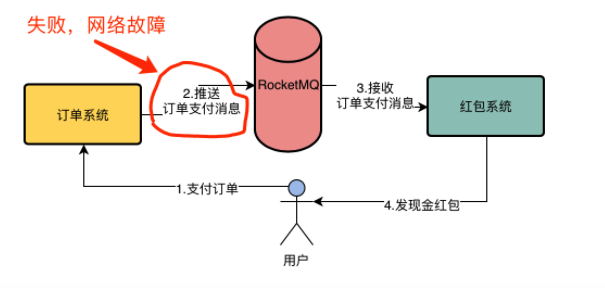 失败，网络故障
2.推送
订单支付消息
RocketMQ
3.接收
订单支付消息
订单系统
红包系统
1.支付订单
4.发现金红包
用户